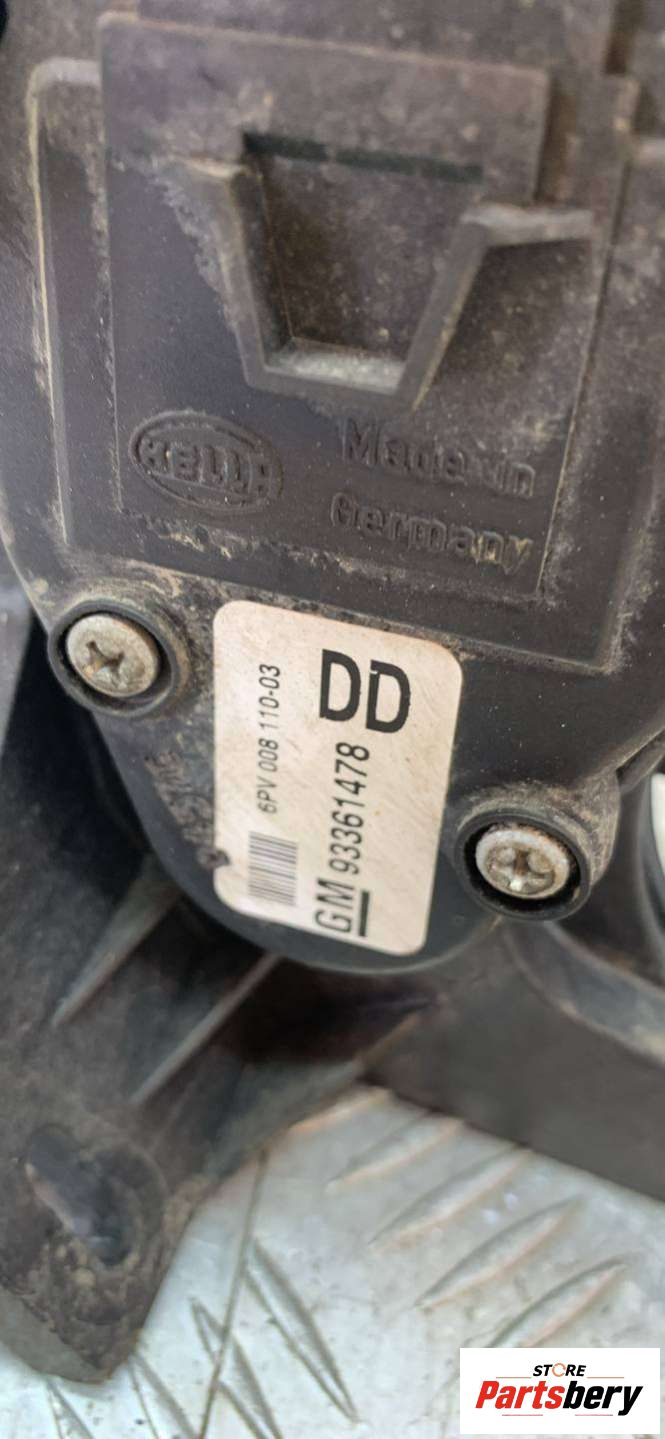 HELLA
Made in
Germany
DD
6PV 008 110-03
GM 93361478
STORE
Partsbery